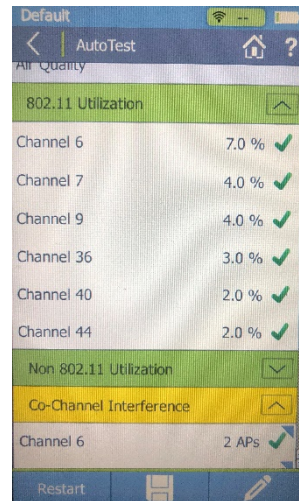 Default
--
AutoTest
?
Air Quality
802.11 Utilization
Channel 6 7.0 %
Channel 7 4.0 %
Channel 9 4.0 %
Channel 36 3.0 %
Channel 40 2.0 %
Channel 44 2.0 %
Non 802.11 Utilization
Co-Channel Interference
Channel 6 2 APs
Restart